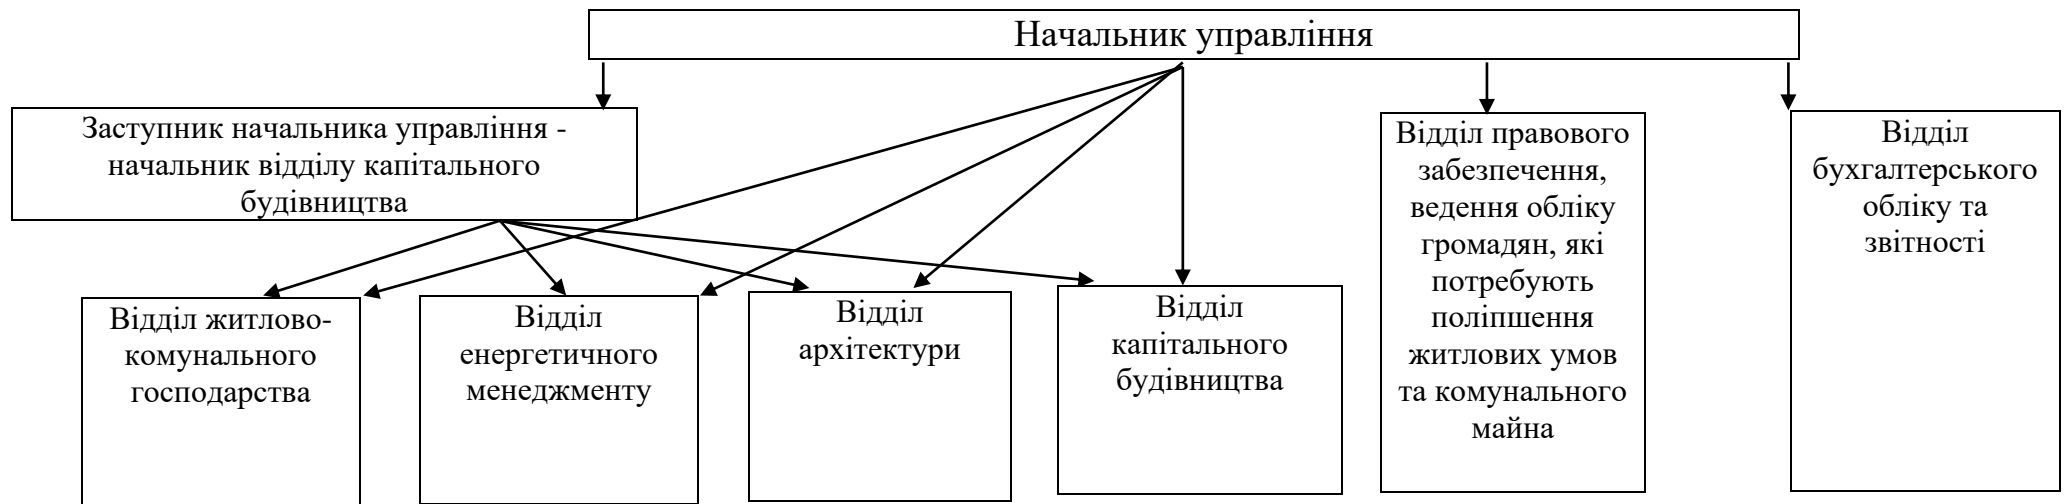 Начальник управління
Заступник начальника управління -
начальник відділу капітального
будівництва
Відділ житлово-
комунального
господарства
Відділ
енергетичного
менеджменту
Відділ
архітектури
Відділ
капітального
будівництва
Відділ правового
забезпечення,
ведення обліку
громадян, які
потребують
поліпшення
житлових умов
та комунального
майна
Відділ
бухгалтерського
обліку та
звітності